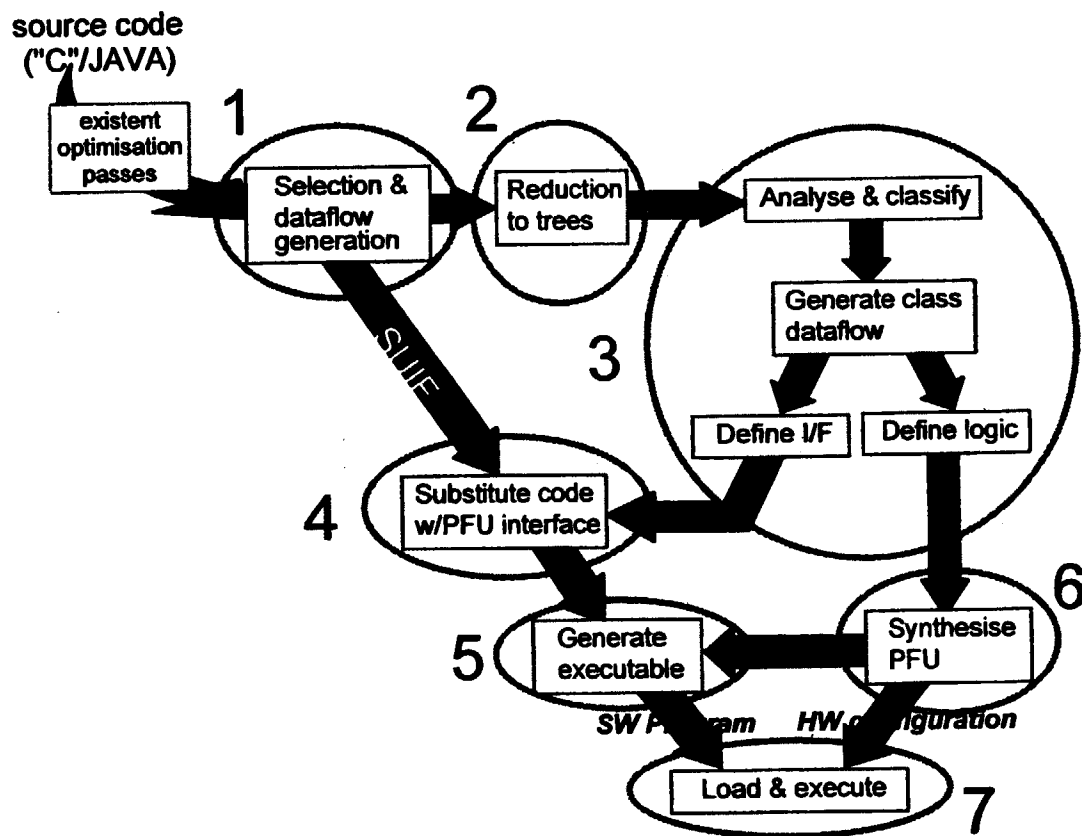 source code
("C"/JAVA)
existent
optimisation
passes
1
Selection &
dataflow
generation
2
Reduction
to trees
Analyse & classify
Generate class
dataflow
3
Define I/F
Define logic
SUIF
4
Substitute code
w/PFU interface
5
Generate
executable
6
Synthesise
PFU
SW Program
HW configuration
Load & execute
7